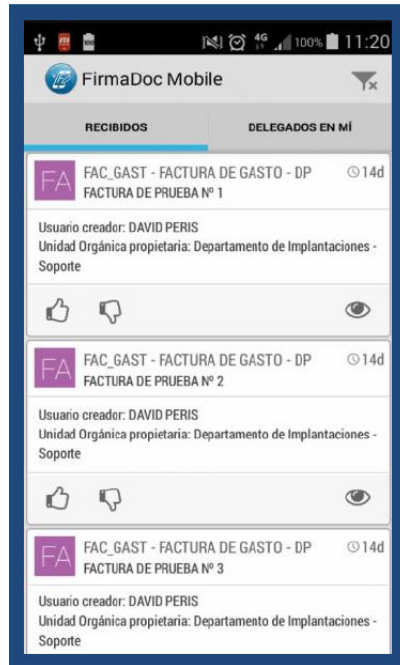 4G 100% 11:20
FirmaDoc Mobile
RECIBIDOS DELEGADOS EN MÍ
FA FAC_GAST - FACTURA DE GASTO - DP 14d
FACTURA DE PRUEBA Nº 1
Usuario creador: DAVID PERIS
Unidad Orgánica propietaria: Departamento de Implantaciones -
Soporte
FA FAC_GAST - FACTURA DE GASTO - DP 14d
FACTURA DE PRUEBA Nº 2
Usuario creador: DAVID PERIS
Unidad Orgánica propietaria: Departamento de Implantaciones -
Soporte
FA FAC_GAST - FACTURA DE GASTO - DP 14d
FACTURA DE PRUEBA Nº 3
Usuario creador: DAVID PERIS
Unidad Orgánica propietaria: Departamento de Implantaciones -
Soporte